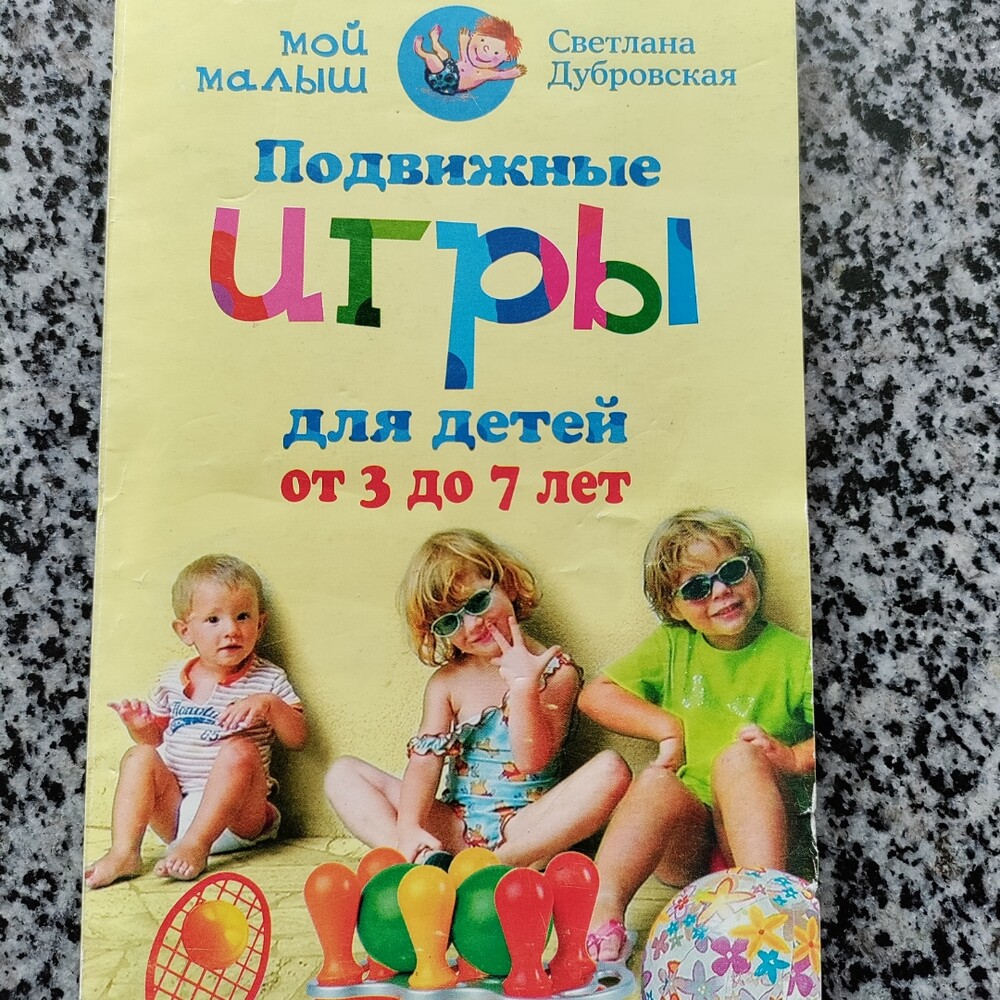 мой
малыш
Светлана
Дубровская
Подвижные
игры
для детей
от 3 до 7 лет